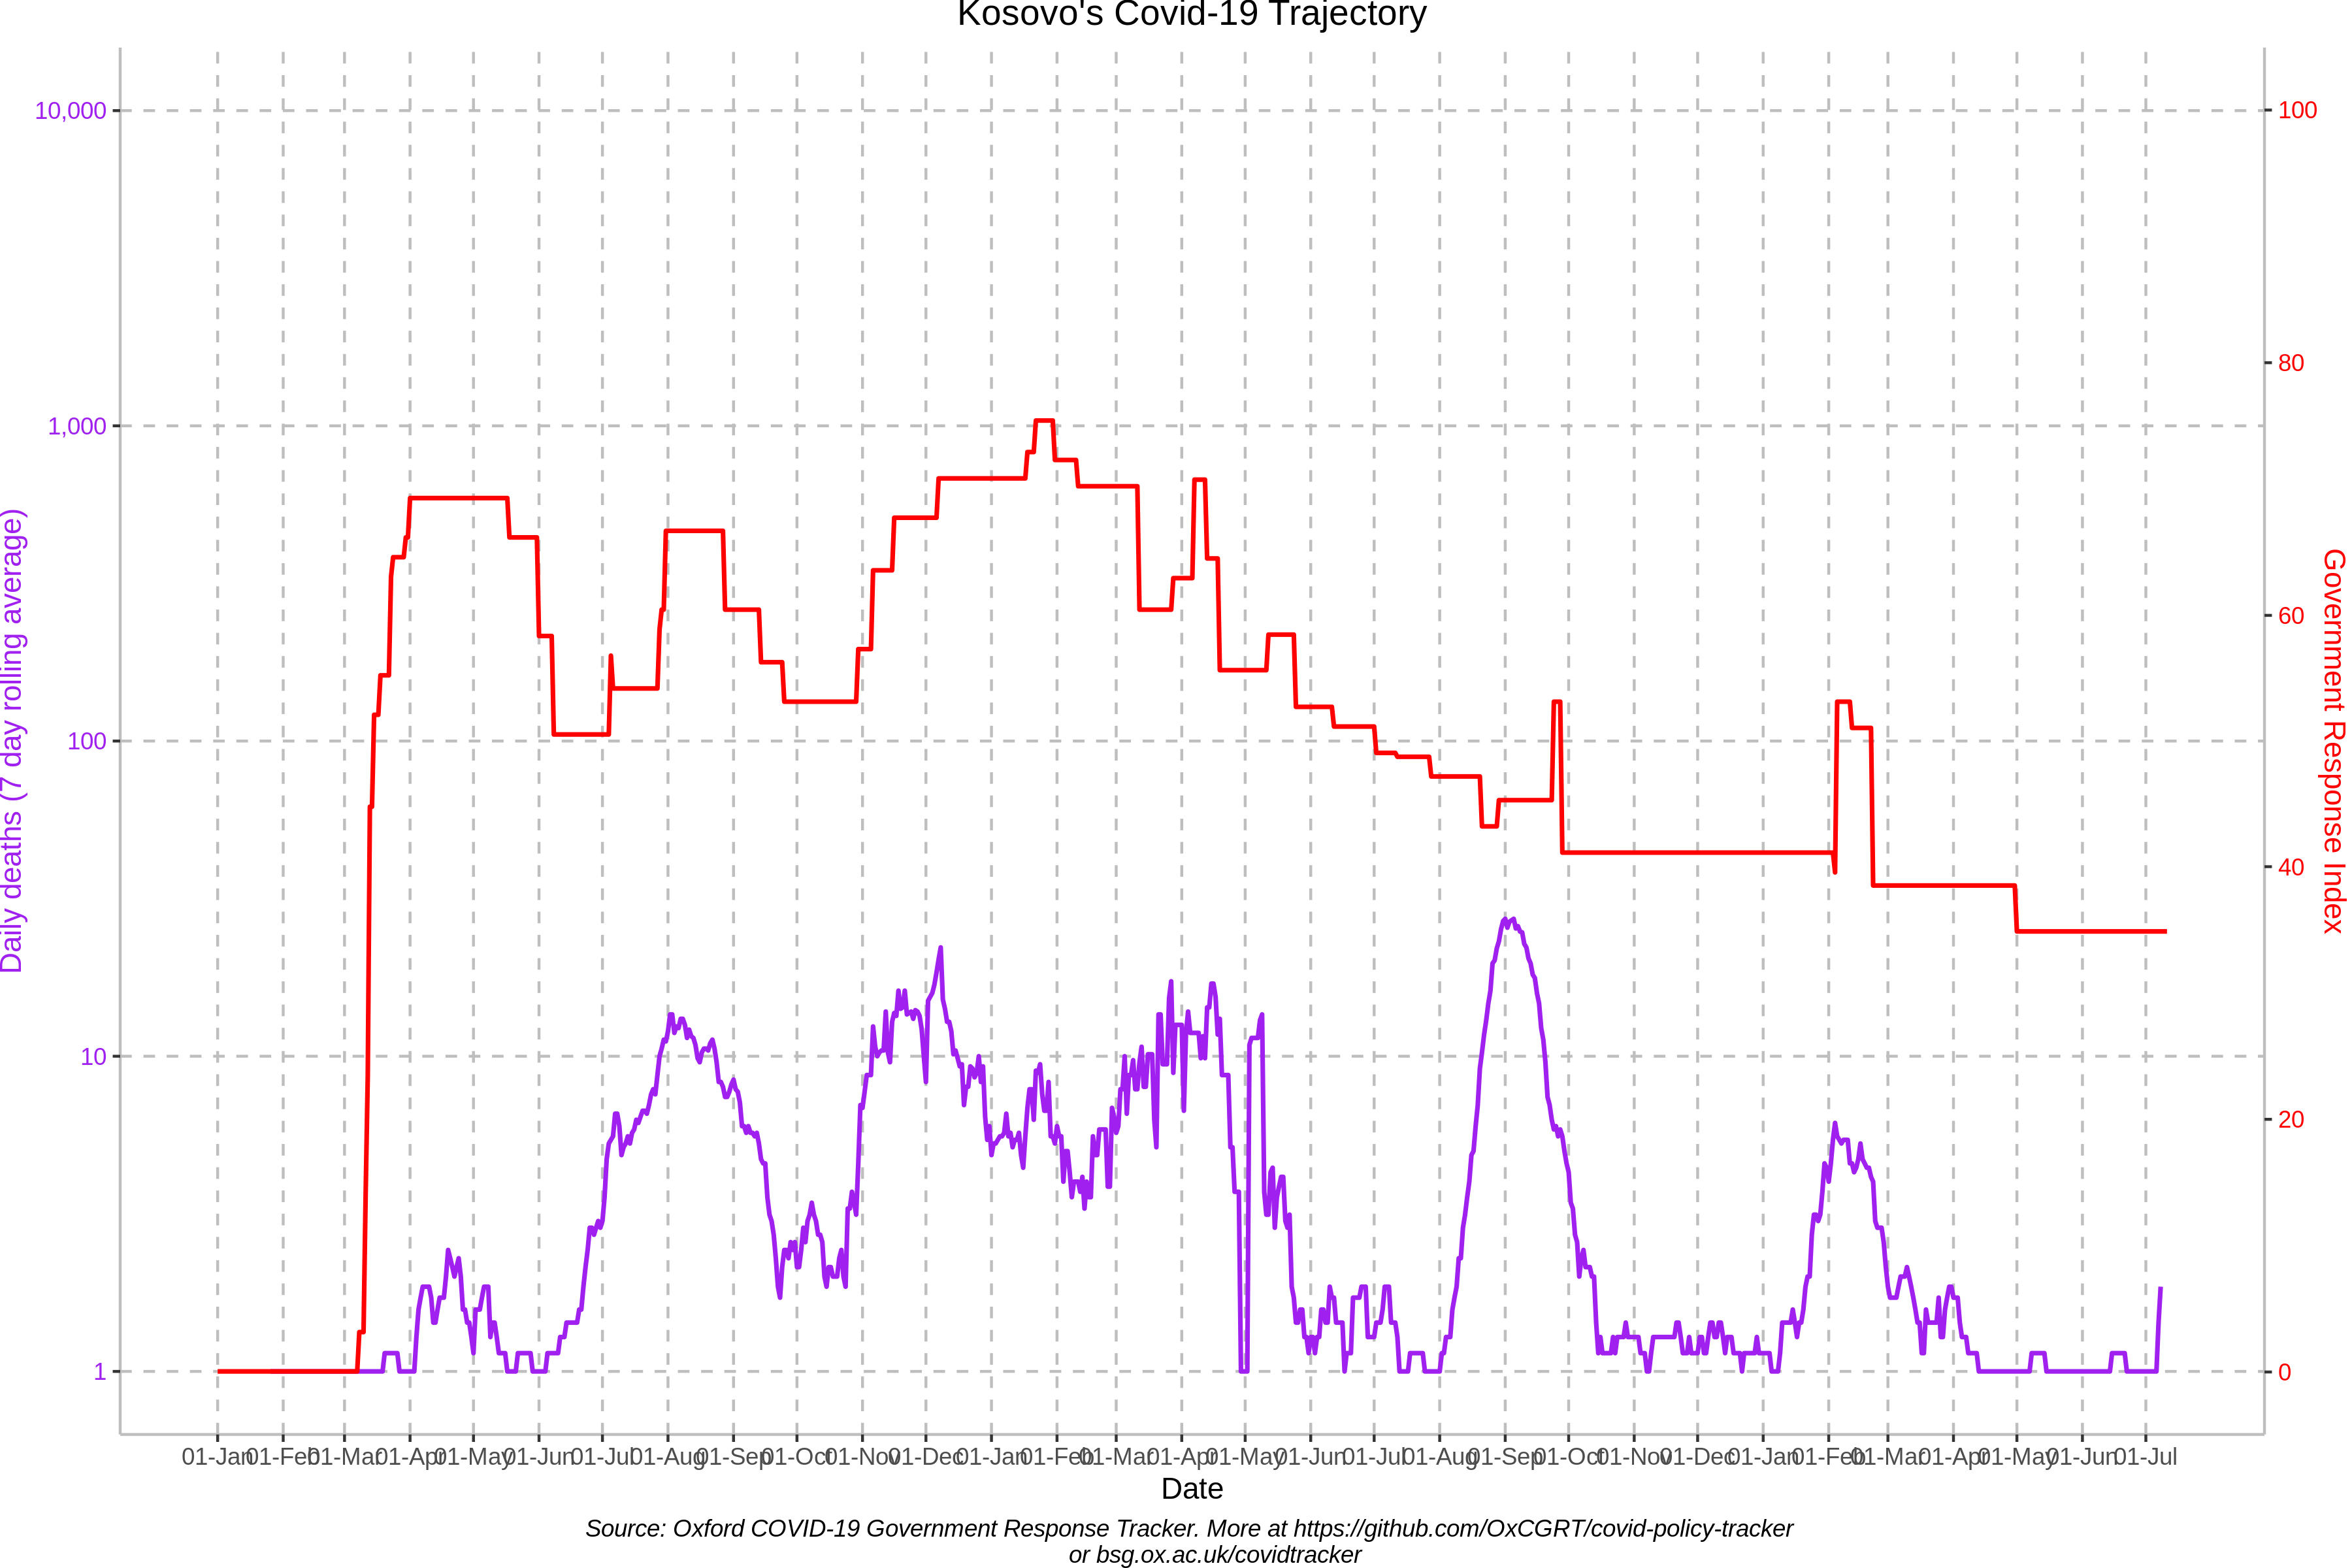 Kosovo's Covid-19 Trajectory
10,000
1,000
100
10
1
Daily deaths (7 day rolling average)
100
80
60
40
20
0
Government Response Index
01-Jan 01-Feb 01-Mar 01-Apr 01-May 01-Jun 01-Jul 01-Aug 01-Sep 01-Oct 01-Nov 01-Dec 01-Jan 01-Feb 01-Mar 01-Apr 01-May 01-Jun 01-Jul 01-Aug 01-Sep 01-Oct 01-Nov 01-Dec 01-Jan 01-Feb 01-Mar 01-Apr 01-May 01-Jun 01-Jul
Date
Source: Oxford COVID-19 Government Response Tracker. More at https://github.com/OxCGRT/covid-policy-tracker
or bsg.ox.ac.uk/covidtracker